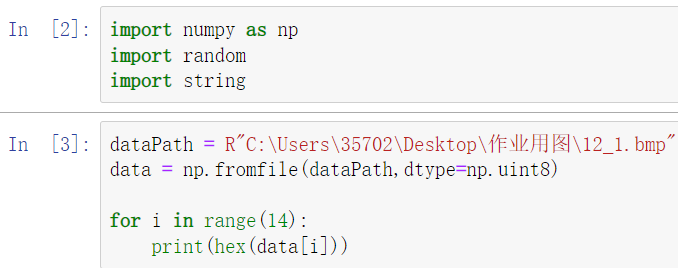 In [2]: import numpy as np
import random
import string
In [3]: dataPath = R"C:\Users\35702\Desktop\作业用图\12_1.bmp"
data = np.fromfile(dataPath,dtype=np.uint8)
for i in range(14):
    print(hex(data[i]))